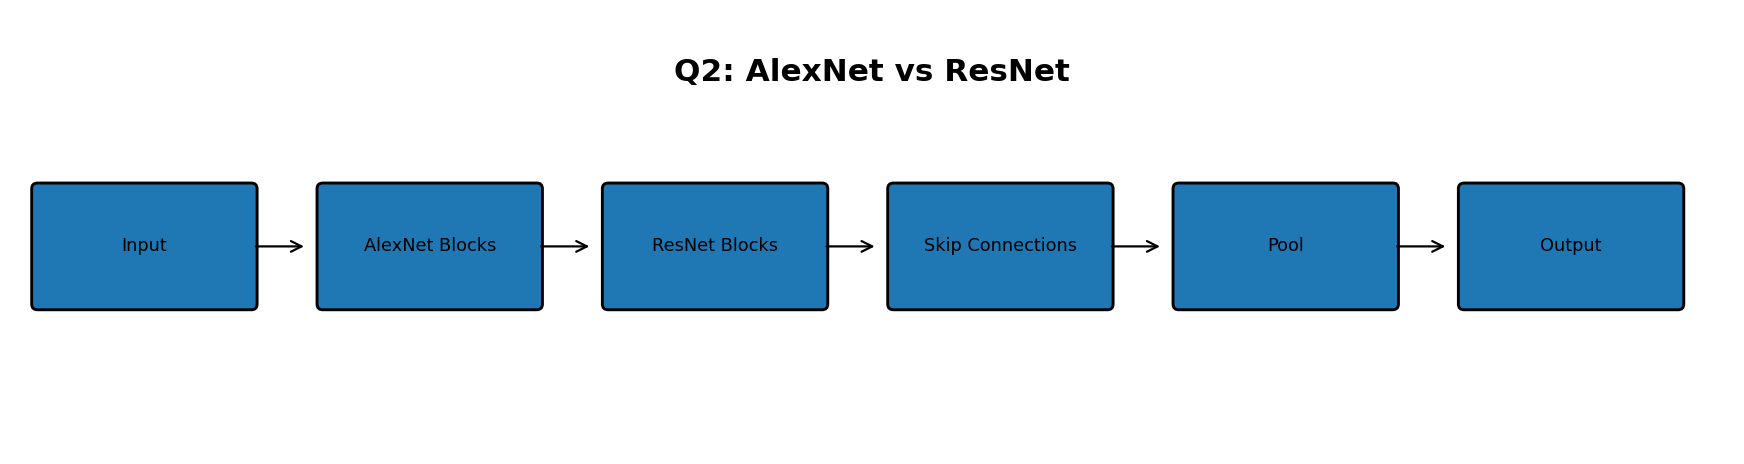 Q2: AlexNet vs ResNet
Input
AlexNet Blocks
ResNet Blocks
Skip Connections
Pool
Output